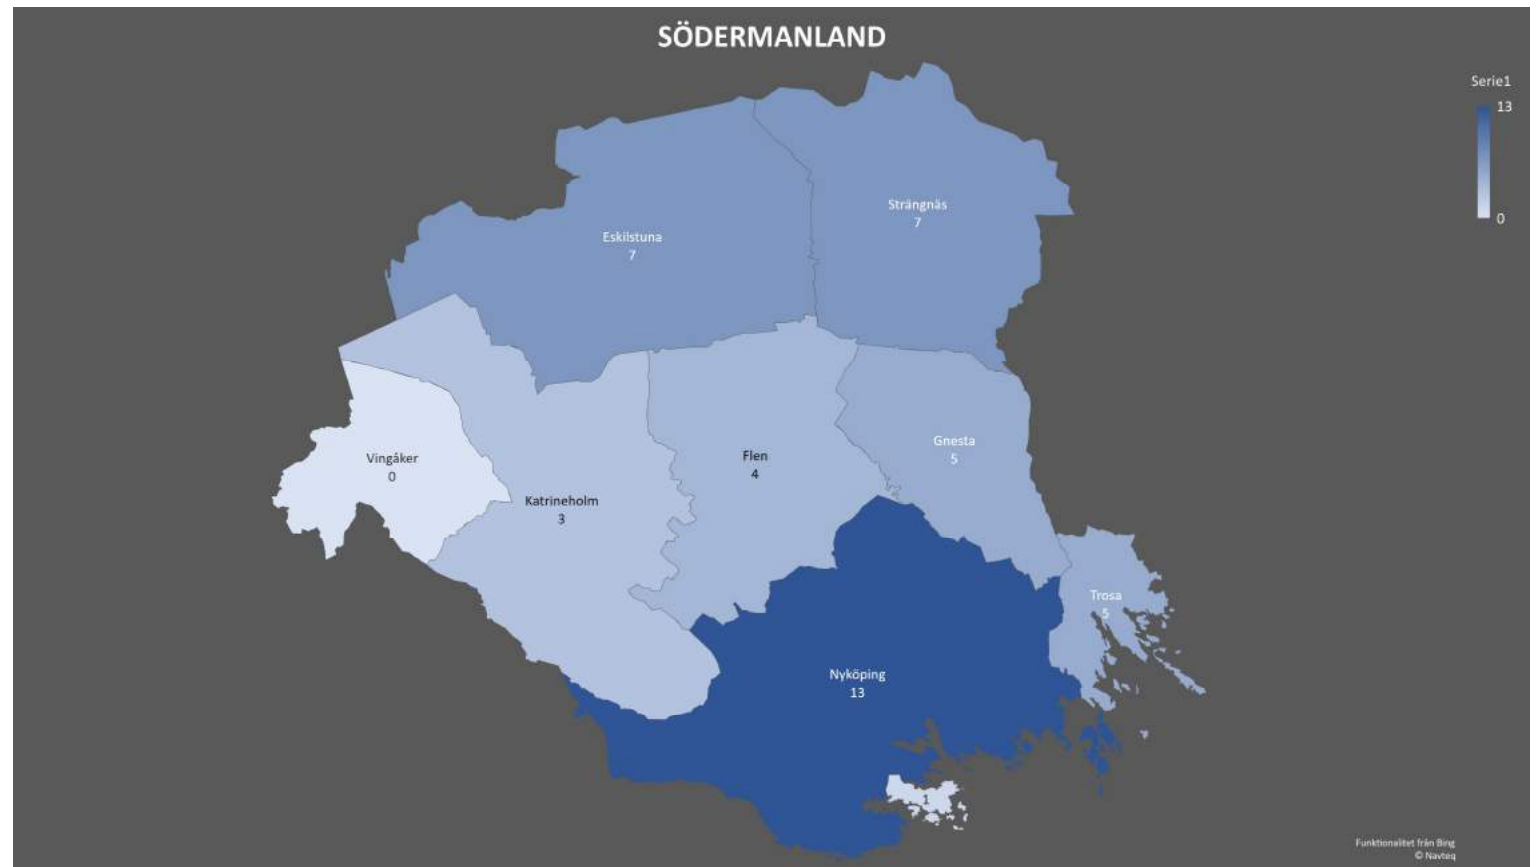 SÖDERMANLAND
Serie1
13
0
Strängnäs
7
Eskilstuna
7
Gnesta
5
Flen
4
Vingåker
0
Katrineholm
3
Trosa
5
Nyköping
13
1
Funktionalitet från Bing
© Navteq